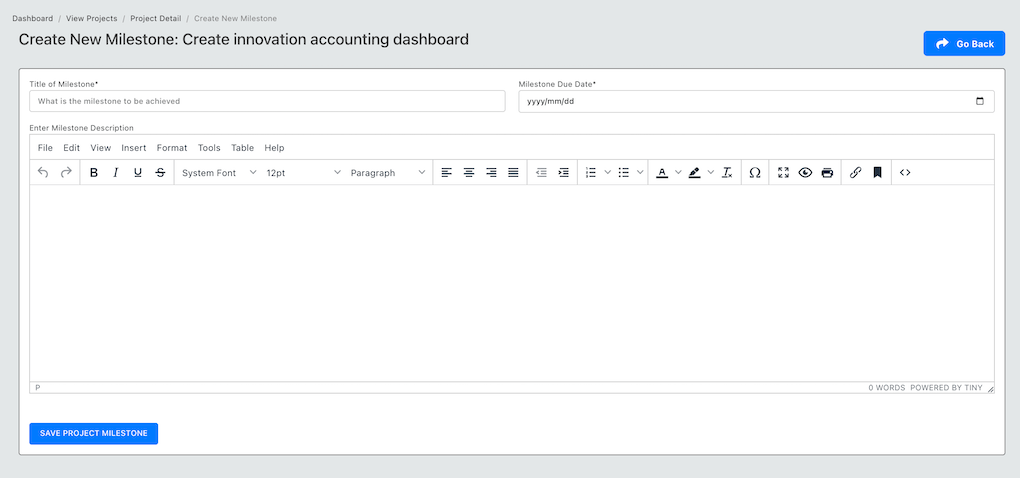 Dashboard / View Projects / Project Detail / Create New Milestone
Create New Milestone: Create innovation accounting dashboard
Go Back
Title of Milestone*
Milestone Due Date*
What is the milestone to be achieved
yyyy/mm/dd
Enter Milestone Description
File Edit View Insert Format Tools Table Help
B I U S System Font 12pt Paragraph A Ω
P
0 WORDS POWERED BY TINY
SAVE PROJECT MILESTONE